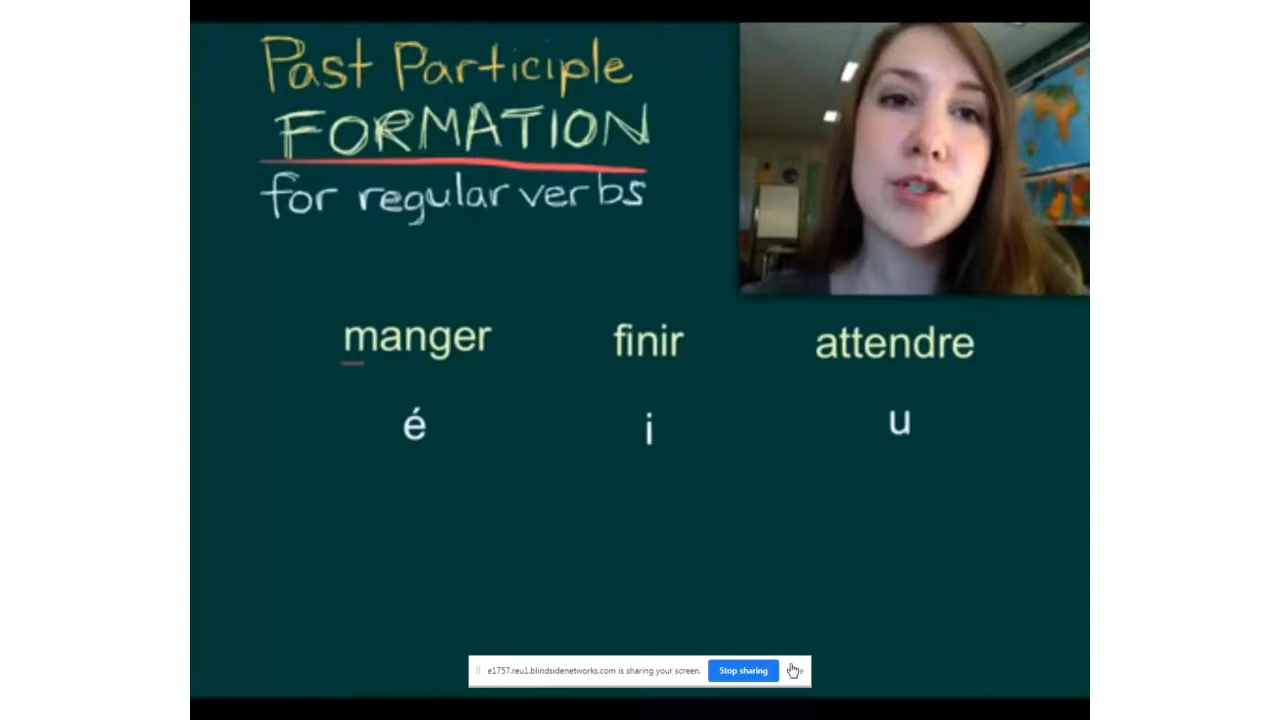 Past Participle
FORMATION
for regular verbs
manger finir attendre
é i u
e1757.reu1.blindsidenetworks.com is sharing your screen. Stop sharing